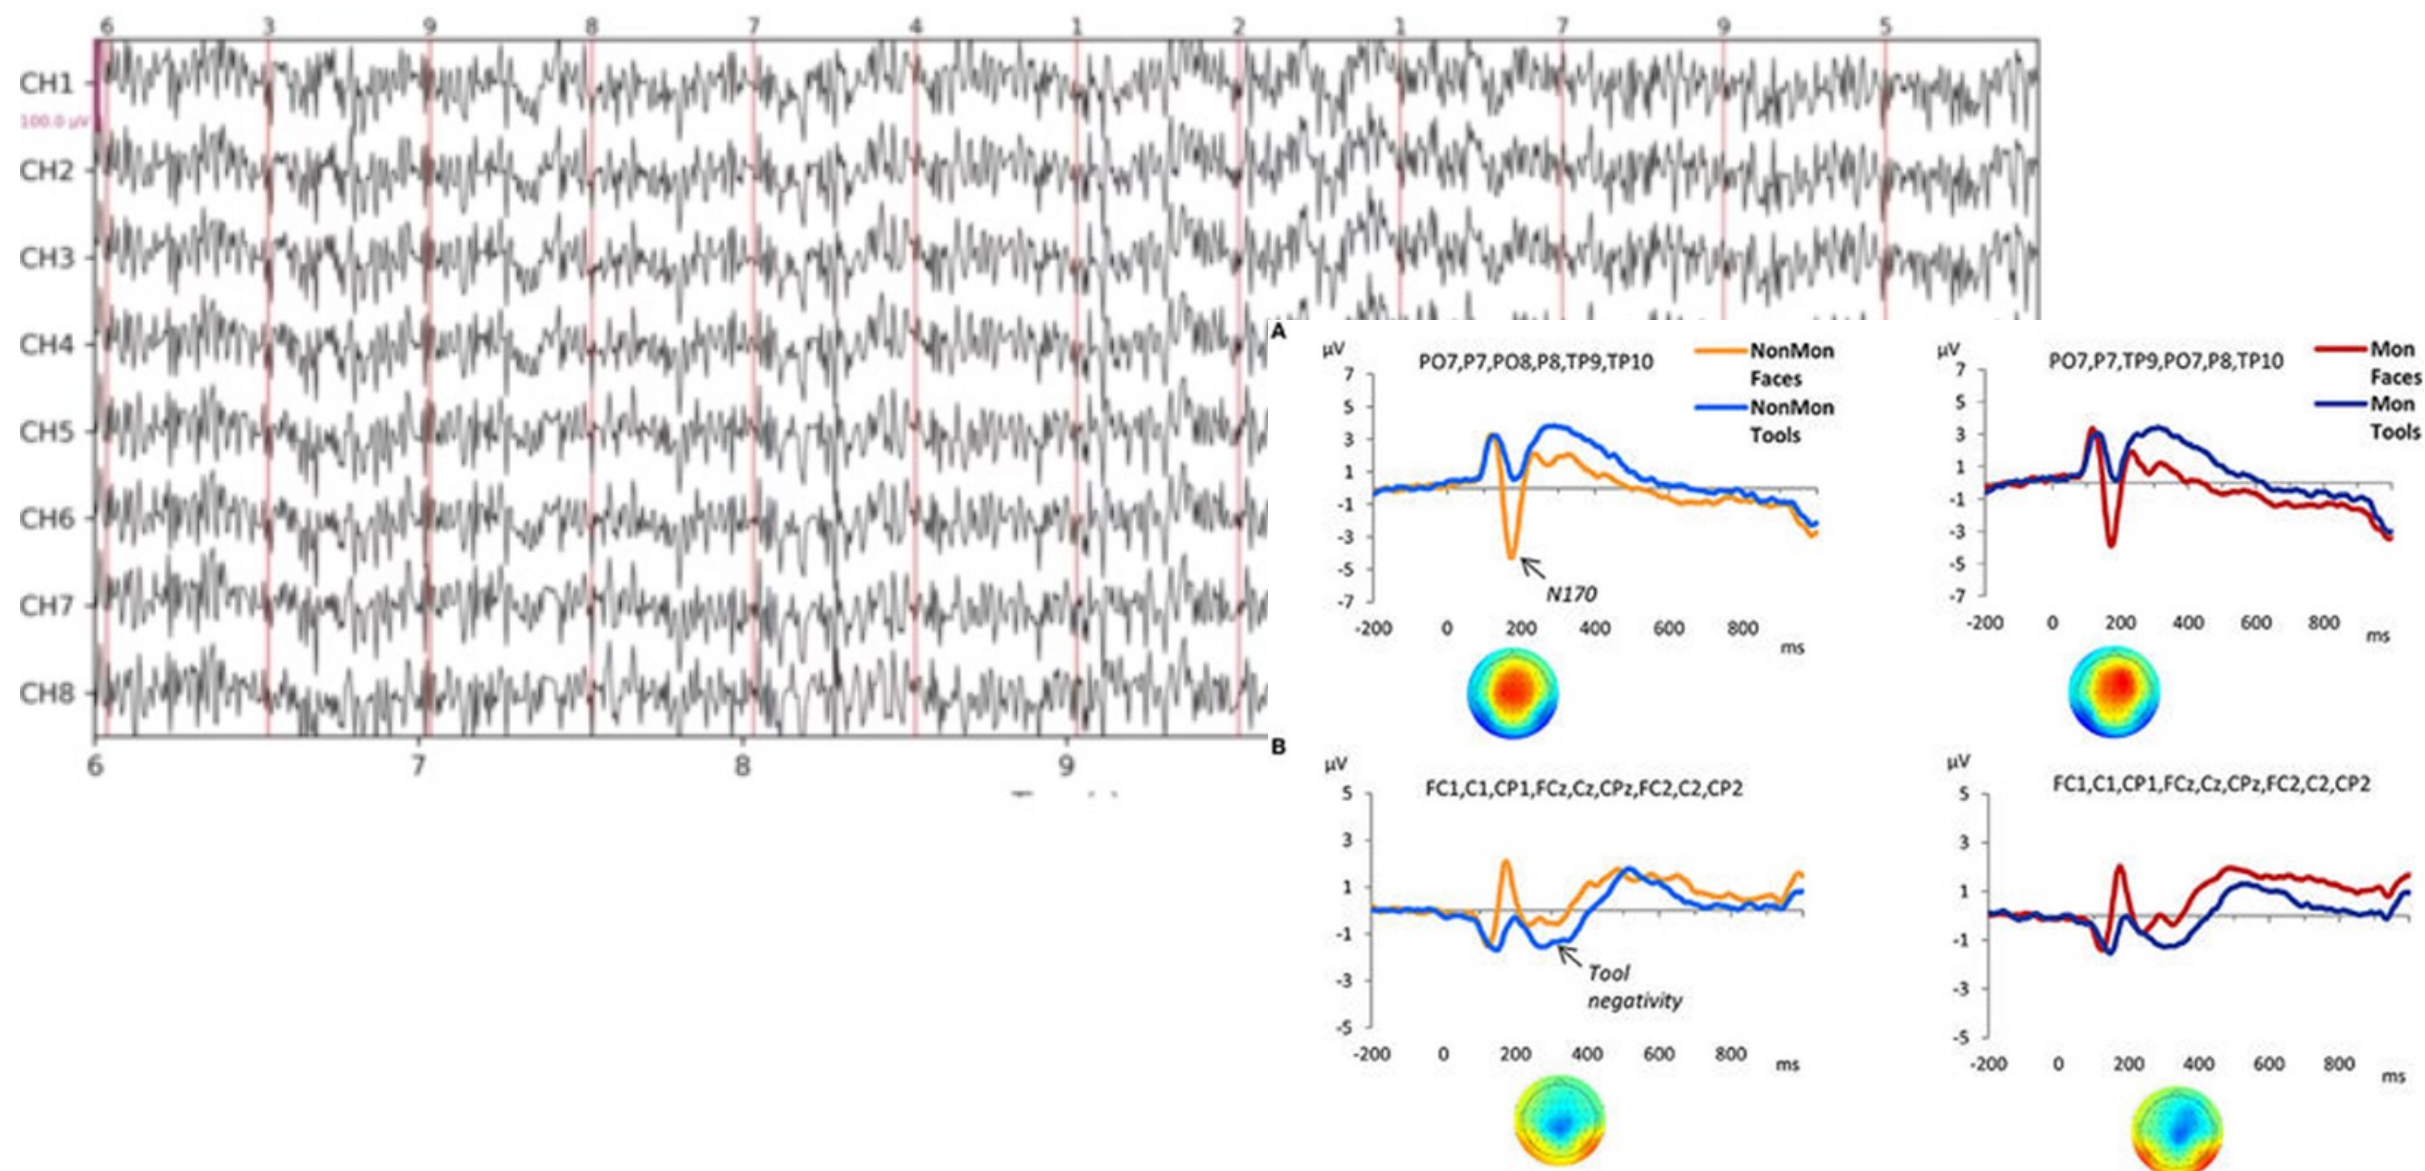 6 3 9 8 7 4 1 2 1 7 9 5
CH1
100.0 µV
CH2
CH3
CH4
CH5
CH6
CH7
CH8
6 7 8 9
A
µV
PO7,P7,PO8,P8,TP9,TP10
NonMon
Faces
NonMon
Tools
7
5
3
1
-1
-3
-5
-7
N170
-200 0 200 400 600 800
ms
µV
PO7,P7,TP9,PO7,P8,TP10
Mon
Faces
Mon
Tools
7
5
3
1
-1
-3
-5
-7
-200 0 200 400 600 800
ms
B
µV
FC1,C1,CP1,FCz,Cz,CPz,FC2,C2,CP2
5
3
1
-1
-3
-5
Tool
negativity
-200 0 200 400 600 800
ms
µV
FC1,C1,CP1,FCz,Cz,CPz,FC2,C2,CP2
5
3
1
-1
-3
-5
-200 0 200 400 600 800
ms